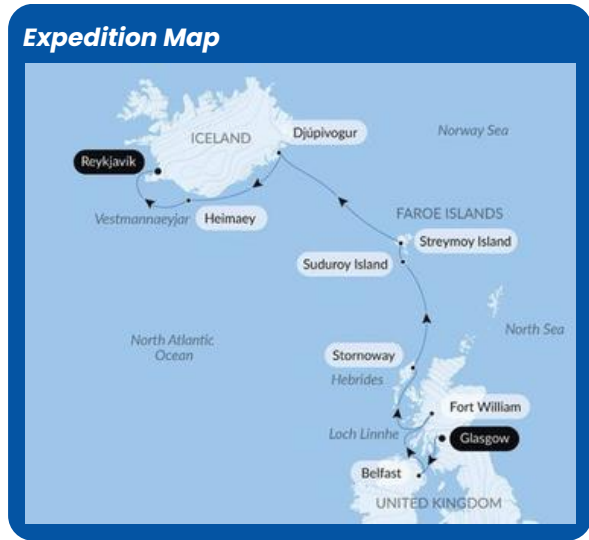 Expedition Map
Norway Sea
Djúpivogur
ICELAND
Reykjavík
Vestmannaeyjar
Heimaey
FAROE ISLANDS
Streymoy Island
Suduroy Island
North Atlantic
Ocean
North Sea
Stornoway
Hebrides
Fort William
Loch Linnhe
Glasgow
Belfast
UNITED KINGDOM